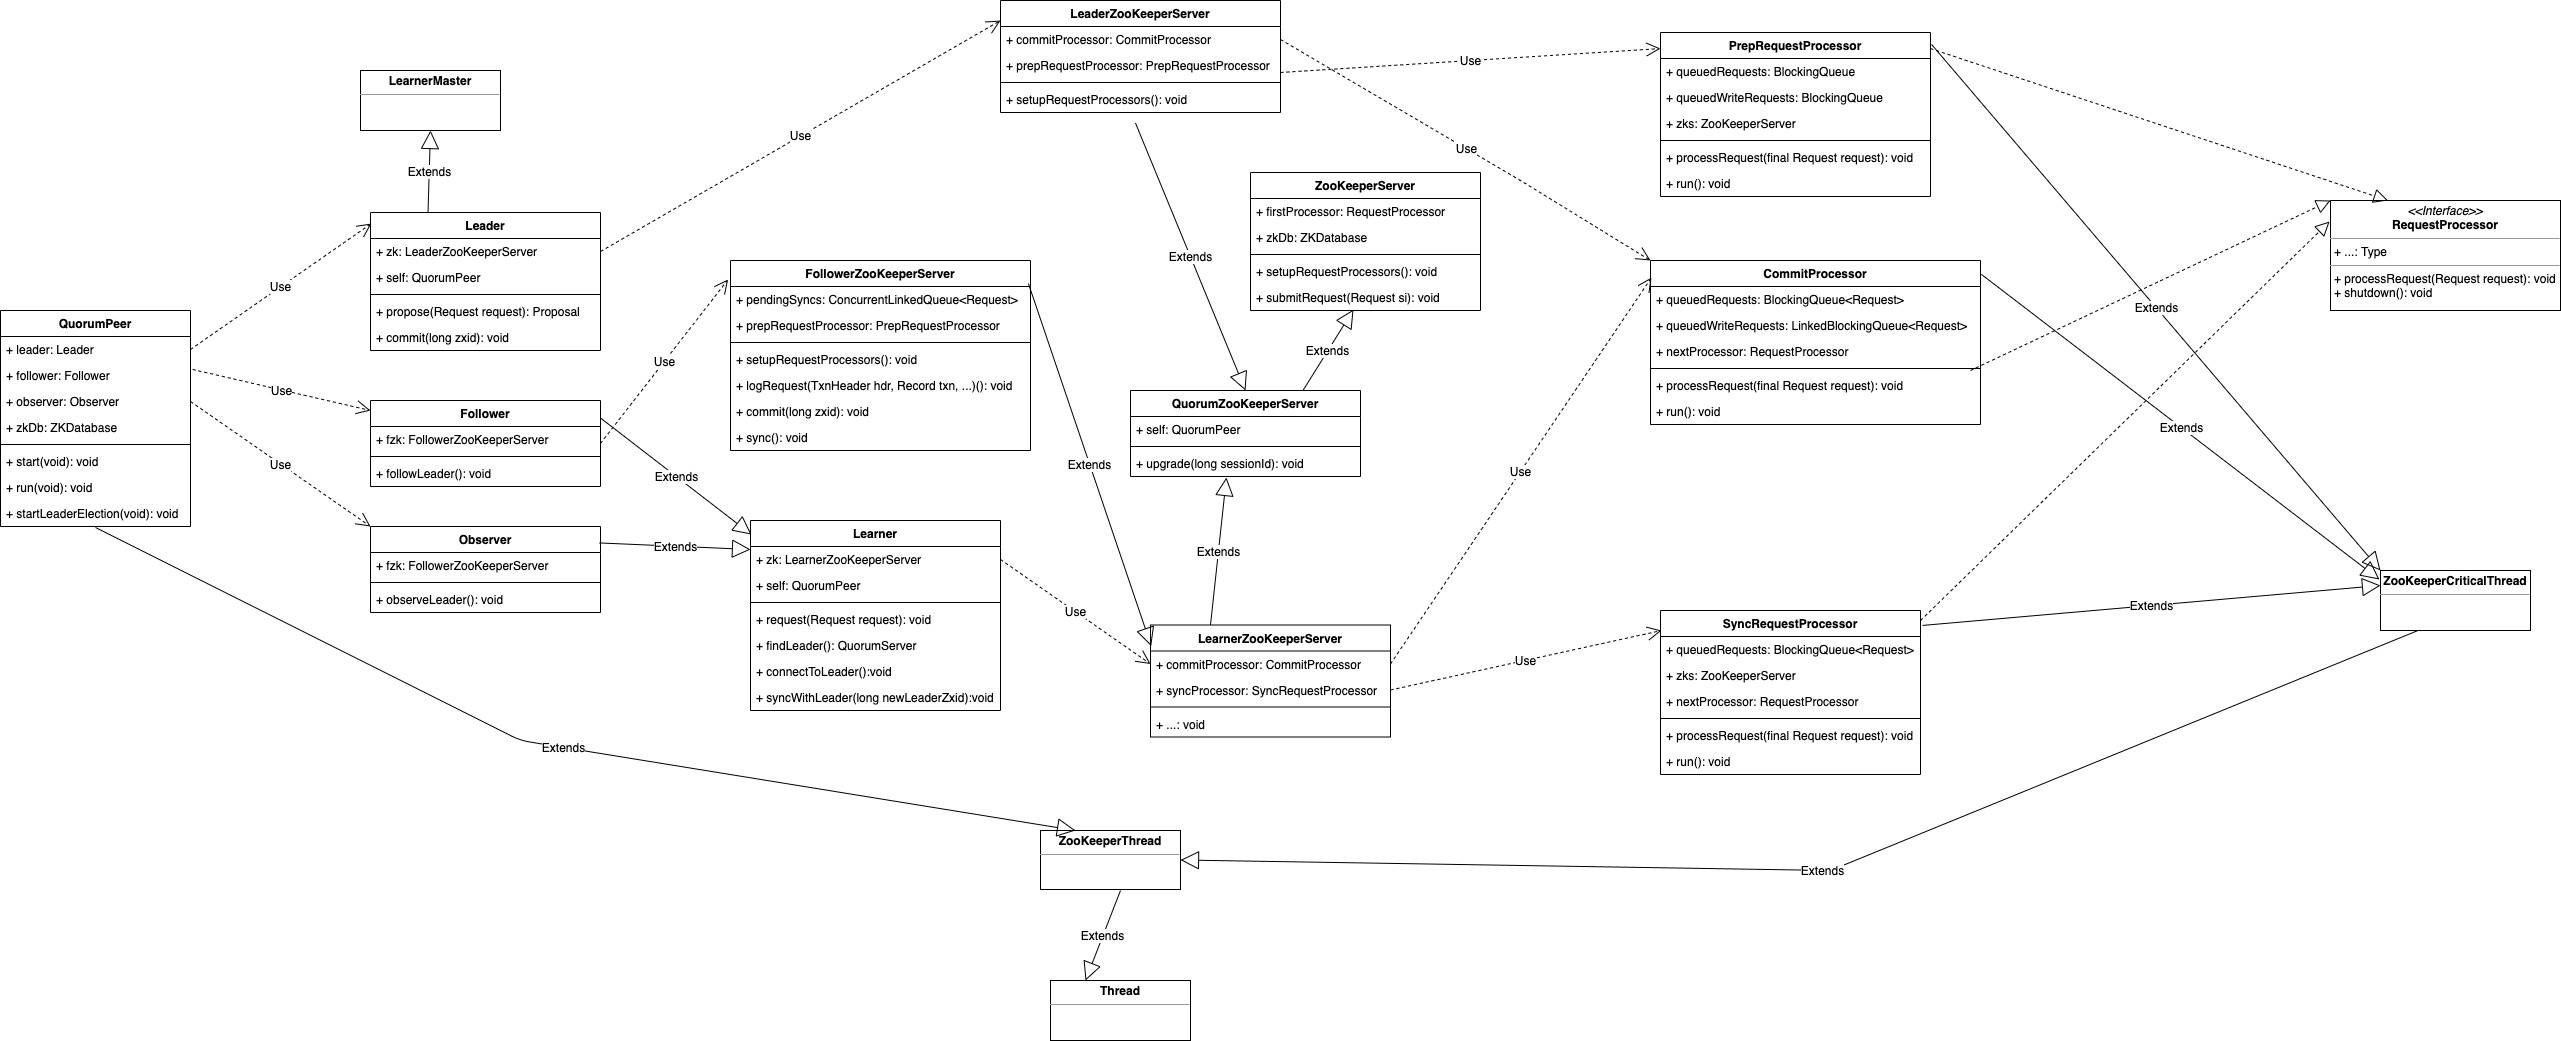 LeaderZooKeeperServer
+ commitProcessor: CommitProcessor
+ prepRequestProcessor: PrepRequestProcessor
+ setupRequestProcessors(): void
PrepRequestProcessor
+ queuedRequests: BlockingQueue
+ queuedWriteRequests: BlockingQueue
+ zks: ZooKeeperServer
+ processRequest(final Request request): void
+ run(): void
LearnerMaster
Use
Use
Use
Extends
ZooKeeperServer
+ firstProcessor: RequestProcessor
+ zkDb: ZKDatabase
+ setupRequestProcessors(): void
+ submitRequest(Request si): void
<<Interface>>
RequestProcessor
+ ...: Type
+ processRequest(Request request): void
+ shutdown(): void
Leader
+ zk: LeaderZooKeeperServer
+ self: QuorumPeer
+ propose(Request request): Proposal
+ commit(long zxid): void
Extends
FollowerZooKeeperServer
+ pendingSyncs: ConcurrentLinkedQueue<Request>
+ prepRequestProcessor: PrepRequestProcessor
+ setupRequestProcessors(): void
+ logRequest(TxnHeader hdr, Record txn, ...)(): void
+ commit(long zxid): void
+ sync(): void
CommitProcessor
+ queuedRequests: BlockingQueue<Request>
+ queuedWriteRequests: LinkedBlockingQueue<Request>
+ nextProcessor: RequestProcessor
+ processRequest(final Request request): void
+ run(): void
Use
Extends
QuorumPeer
+ leader: Leader
+ follower: Follower
+ observer: Observer
+ zkDb: ZKDatabase
+ start(void): void
+ run(void): void
+ startLeaderElection(void): void
Extends
Use
Use
QuorumZooKeeperServer
+ self: QuorumPeer
+ upgrade(long sessionId): void
Follower
+ fzk: FollowerZooKeeperServer
+ followLeader(): void
Extends
Use
Extends
Use
Extends
Observer
+ fzk: FollowerZooKeeperServer
+ observeLeader(): void
Extends
Learner
+ zk: LearnerZooKeeperServer
+ self: QuorumPeer
+ request(Request request): void
+ findLeader(): QuorumServer
+ connectToLeader():void
+ syncWithLeader(long newLeaderZxid):void
Extends
ZooKeeperCriticalThread
Use
Extends
LearnerZooKeeperServer
+ commitProcessor: CommitProcessor
+ syncProcessor: SyncRequestProcessor
+ ...: void
Use
SyncRequestProcessor
+ queuedRequests: BlockingQueue<Request>
+ zks: ZooKeeperServer
+ nextProcessor: RequestProcessor
+ processRequest(final Request request): void
+ run(): void
Extends
ZooKeeperThread
Extends
Extends
Thread